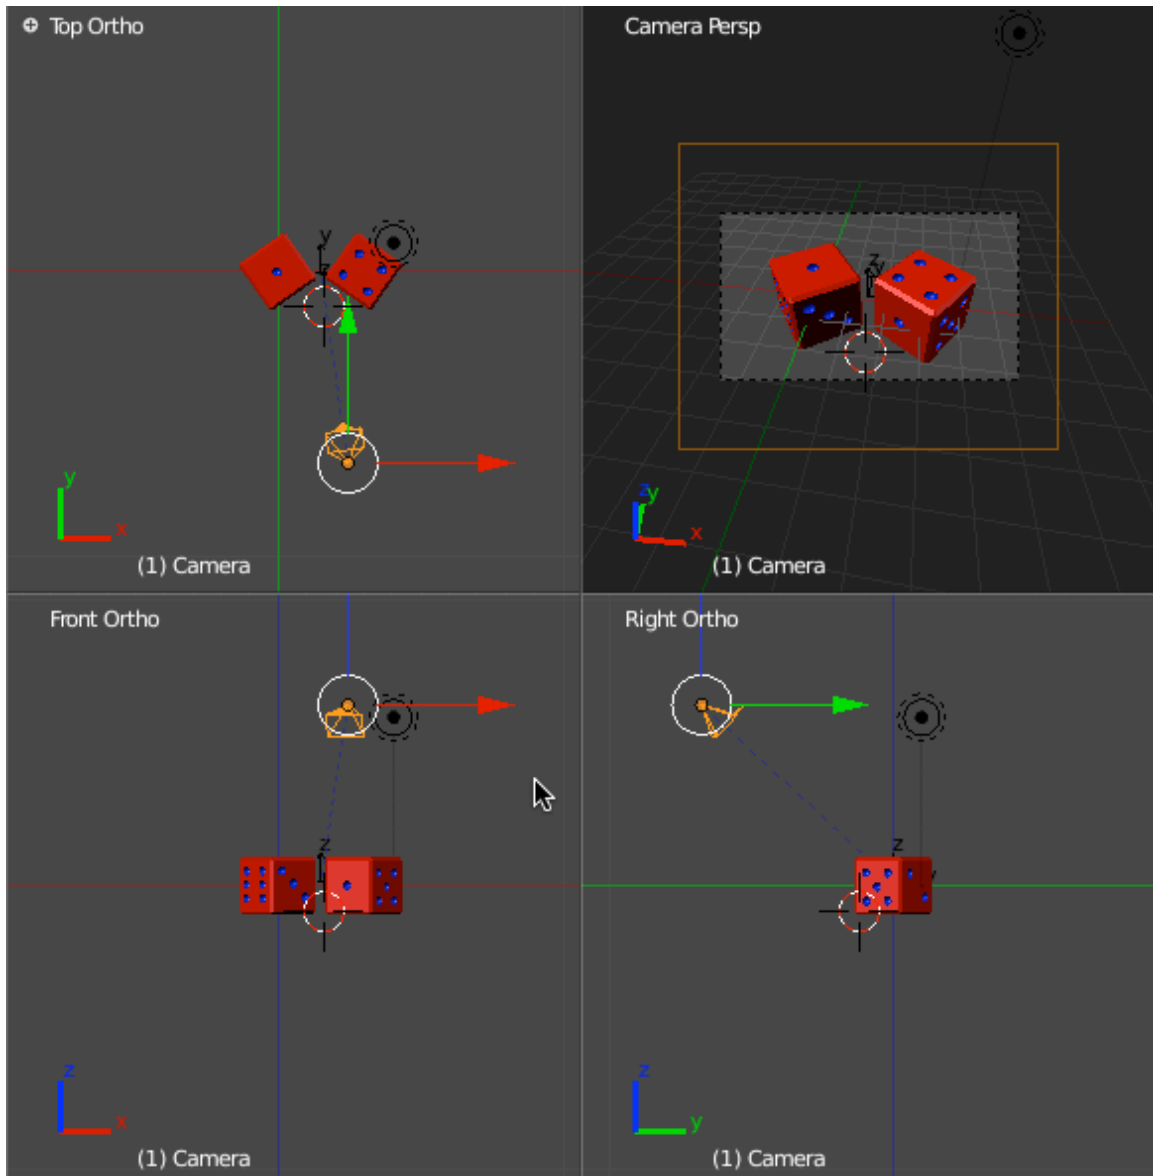 Top Ortho
Camera Persp
y
z
z
y
y
x
z
y
x
(1) Camera
(1) Camera
Front Ortho
Right Ortho
z
z
z
x
z
y
(1) Camera
(1) Camera